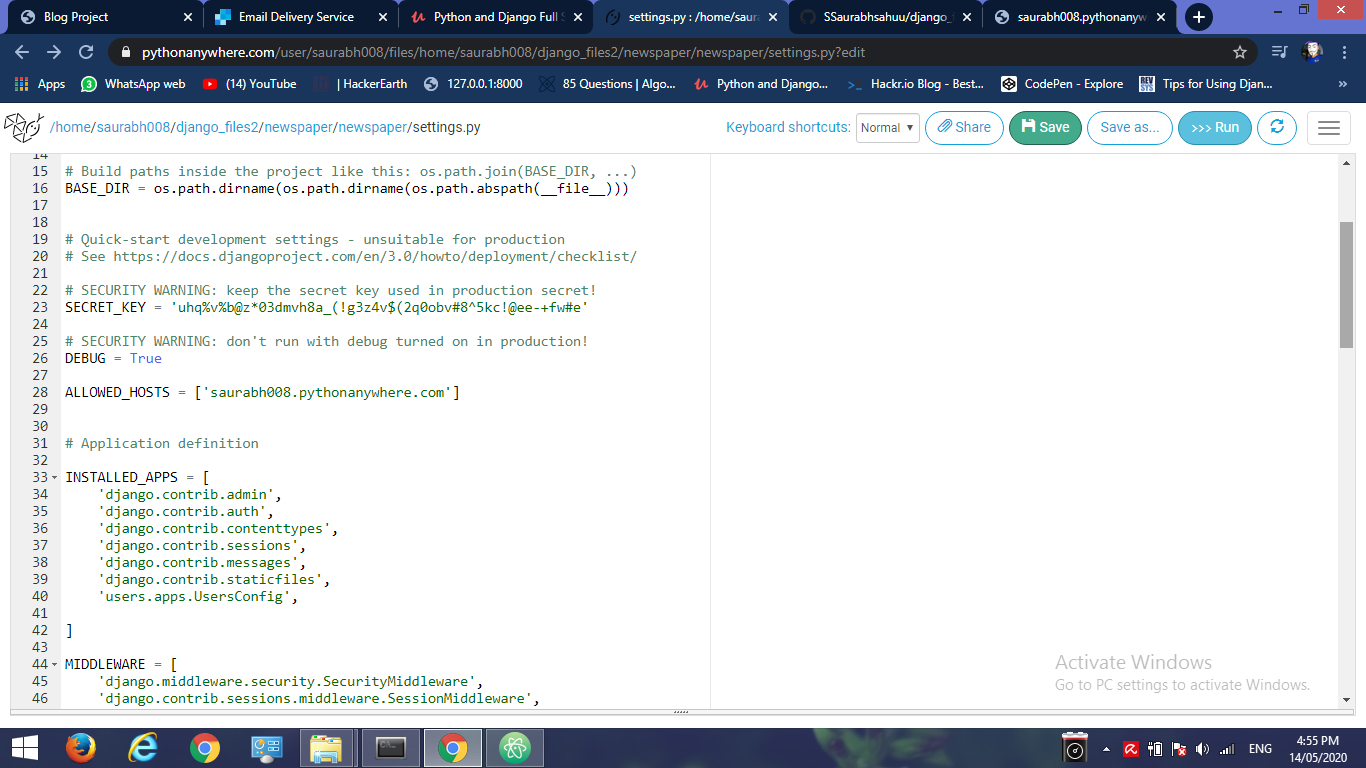 Blog Project
Email Delivery Service
Python and Django Full S
settings.py : /home/saura
SSaurabhsahuu/django_
saurabh008.pythonanyw
pythonanywhere.com/user/saurabh008/files/home/saurabh008/django_files2/newspaper/newspaper/settings.py?edit
Apps
3
WhatsApp web
(14) YouTube
| HackerEarth
127.0.0.1:8000
85 Questions | Algo...
Python and Django...
Hackr.io Blog - Best...
CodePen - Explore
Tips for Using Djan...
»
/home/saurabh008/django_files2/newspaper/newspaper/settings.py
Keyboard shortcuts:
Normal
Share
Save
Save as...
>>> Run
14
15 # Build paths inside the project like this: os.path.join(BASE_DIR, ...)
16 BASE_DIR = os.path.dirname(os.path.dirname(os.path.abspath(__file__)))
17
18
19 # Quick-start development settings - unsuitable for production
20 # See https://docs.djangoproject.com/en/3.0/howto/deployment/checklist/
21
22 # SECURITY WARNING: keep the secret key used in production secret!
23 SECRET_KEY = 'uhq%v%b@z*03dmvh8a_(!g3z4v$(2q0obv#8^5kc!@ee-+fw#e'
24
25 # SECURITY WARNING: don't run with debug turned on in production!
26 DEBUG = True
27
28 ALLOWED_HOSTS = ['saurabh008.pythonanywhere.com']
29
30
31 # Application definition
32
33 INSTALLED_APPS = [
34 'django.contrib.admin',
35 'django.contrib.auth',
36 'django.contrib.contenttypes',
37 'django.contrib.sessions',
38 'django.contrib.messages',
39 'django.contrib.staticfiles',
40 'users.apps.UsersConfig',
41
42 ]
43
44 MIDDLEWARE = [
45 'django.middleware.security.SecurityMiddleware',
46 'django.contrib.sessions.middleware.SessionMiddleware',
Activate Windows
Go to PC settings to activate Windows.
ENG
4:55 PM
14/05/2020